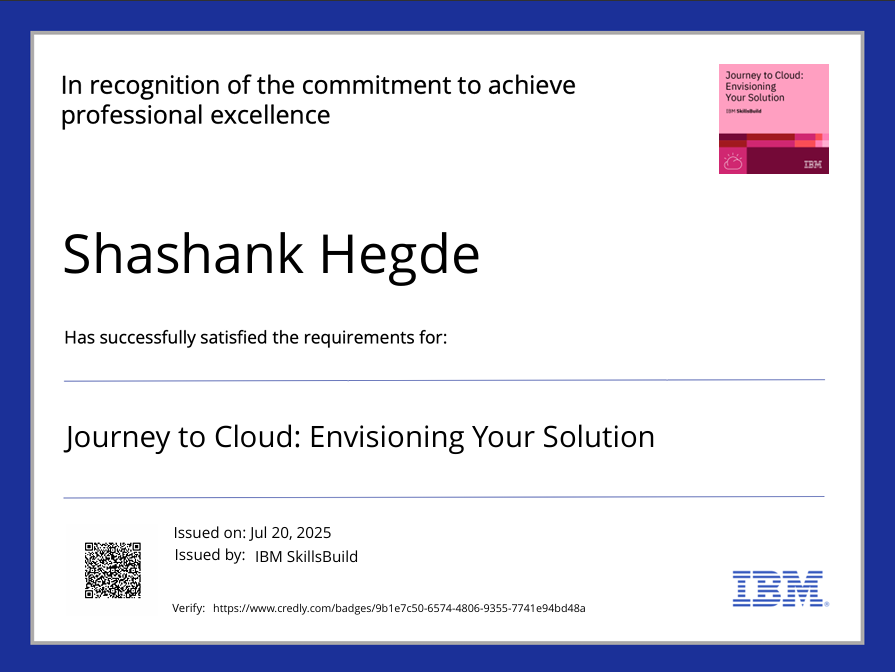 In recognition of the commitment to achieve
professional excellence
Journey to Cloud:
Envisioning
Your Solution
IBM SkillsBuild
IBM
Shashank Hegde
Has successfully satisfied the requirements for:
Journey to Cloud: Envisioning Your Solution
Issued on: Jul 20, 2025
Issued by: IBM SkillsBuild
Verify: https://www.credly.com/badges/9b1e7c50-6574-4806-9355-7741e94bd48a
IBM®